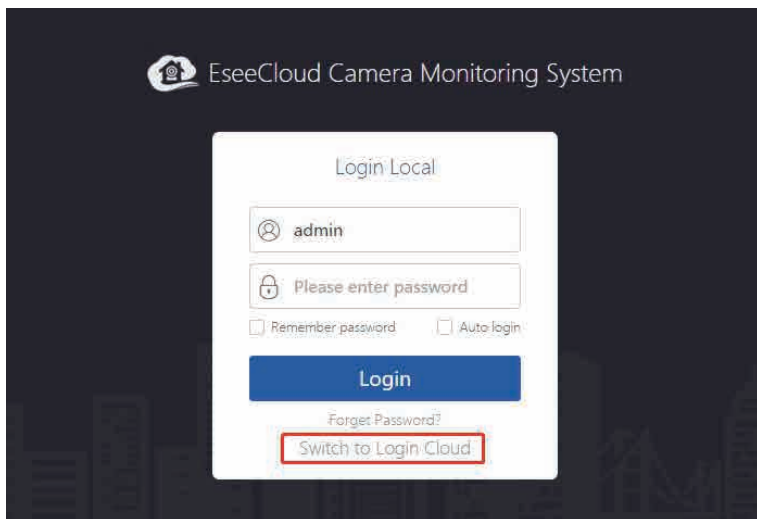 EseeCloud Camera Monitoring System
Login Local
admin
Please enter password
Remember password Auto login
Login
Forget Password?
Switch to Login Cloud